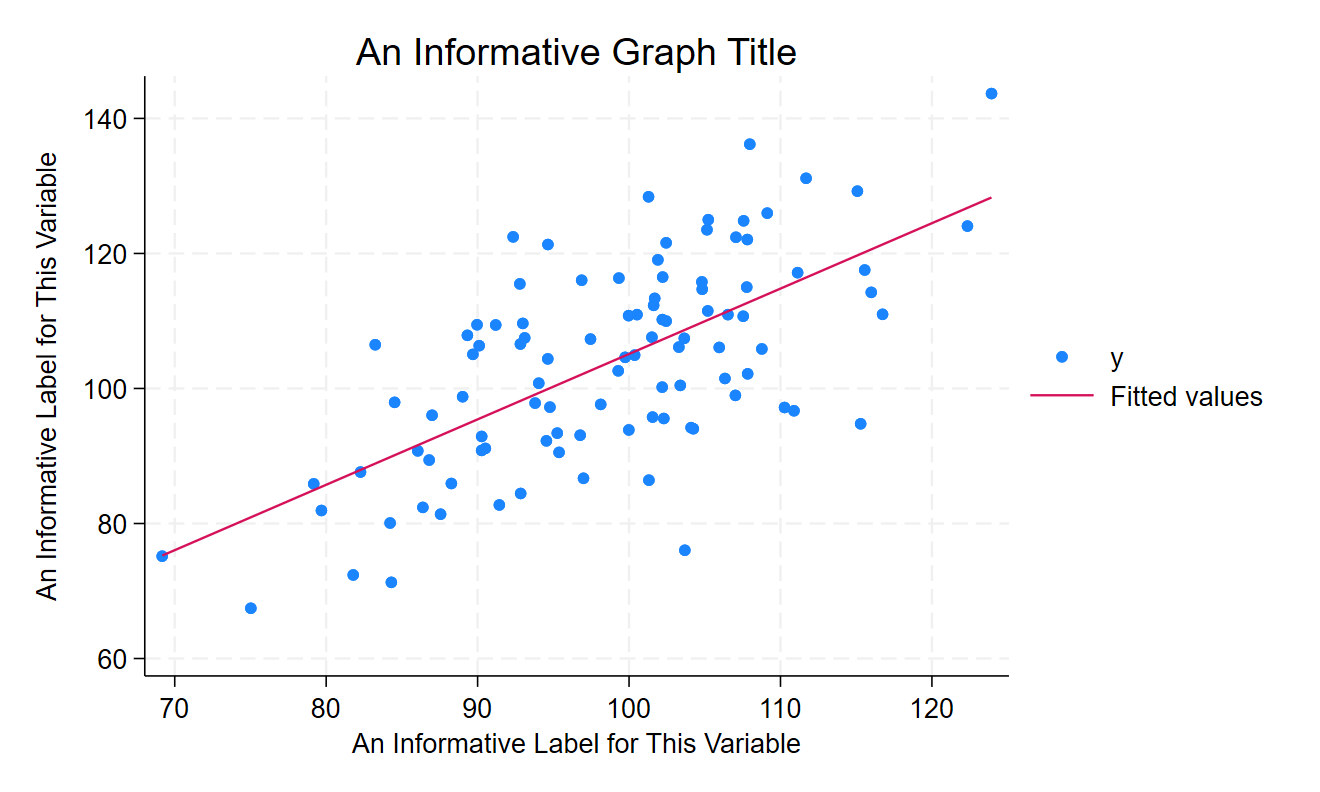 An Informative Graph Title
An Informative Label for This Variable
140
120
100
80
60
70 80 90 100 110 120
An Informative Label for This Variable
y
Fitted values